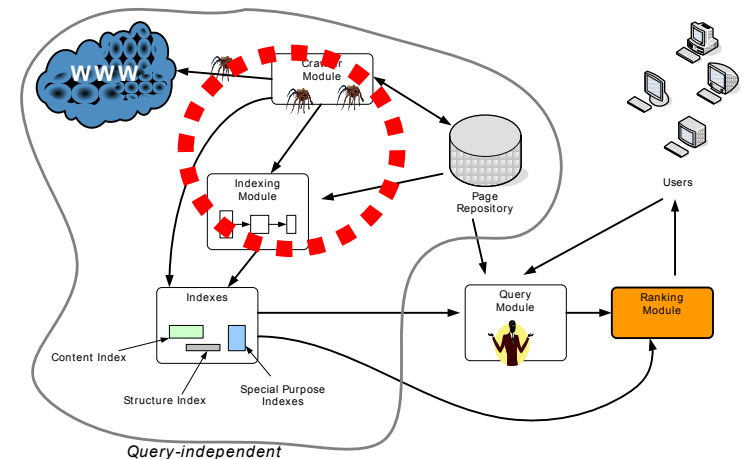 WWW
Crawler
Module
Indexing
Module
Page
Repository
Users
Indexes
Content Index
Structure Index
Special Purpose
Indexes
Query
Module
Ranking
Module
Query-independent